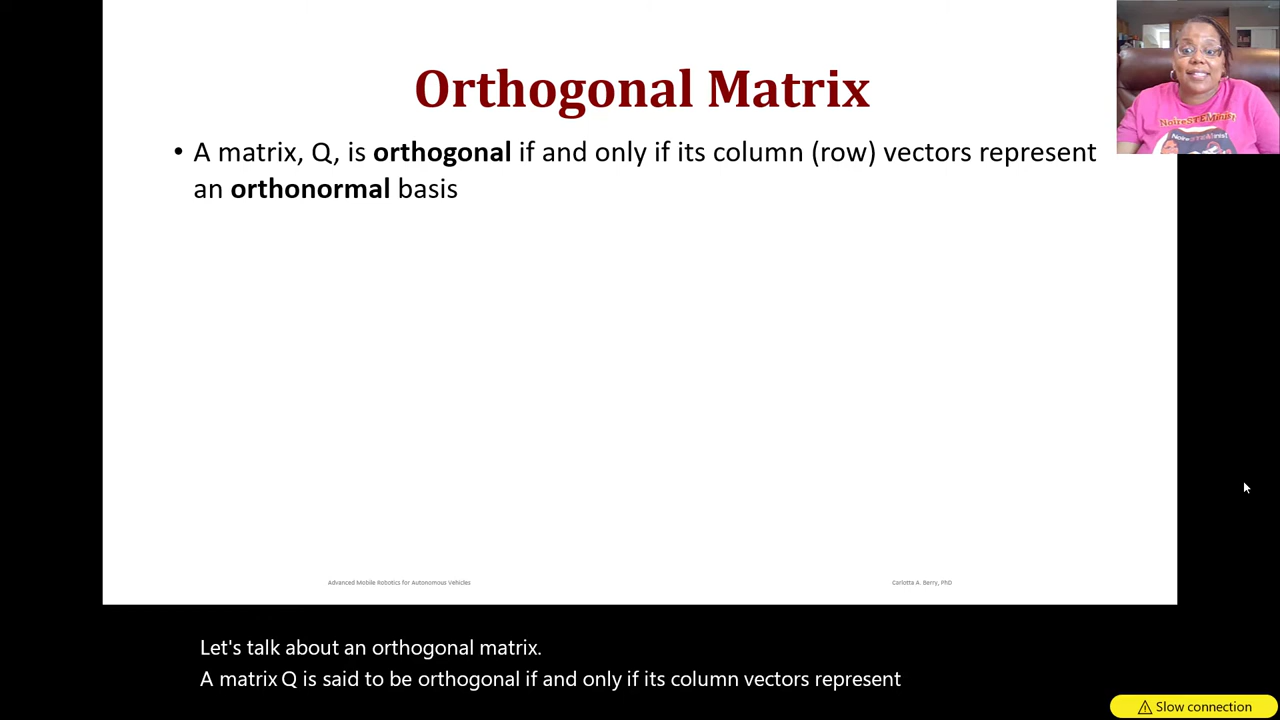 Orthogonal Matrix
• A matrix, Q, is orthogonal if and only if its column (row) vectors represent
an orthonormal basis
Advanced Mobile Robotics for Autonomous Vehicles
Carlotta A. Berry, PhD
Let's talk about an orthogonal matrix.
A matrix Q is said to be orthogonal if and only if its column vectors represent
Slow connection